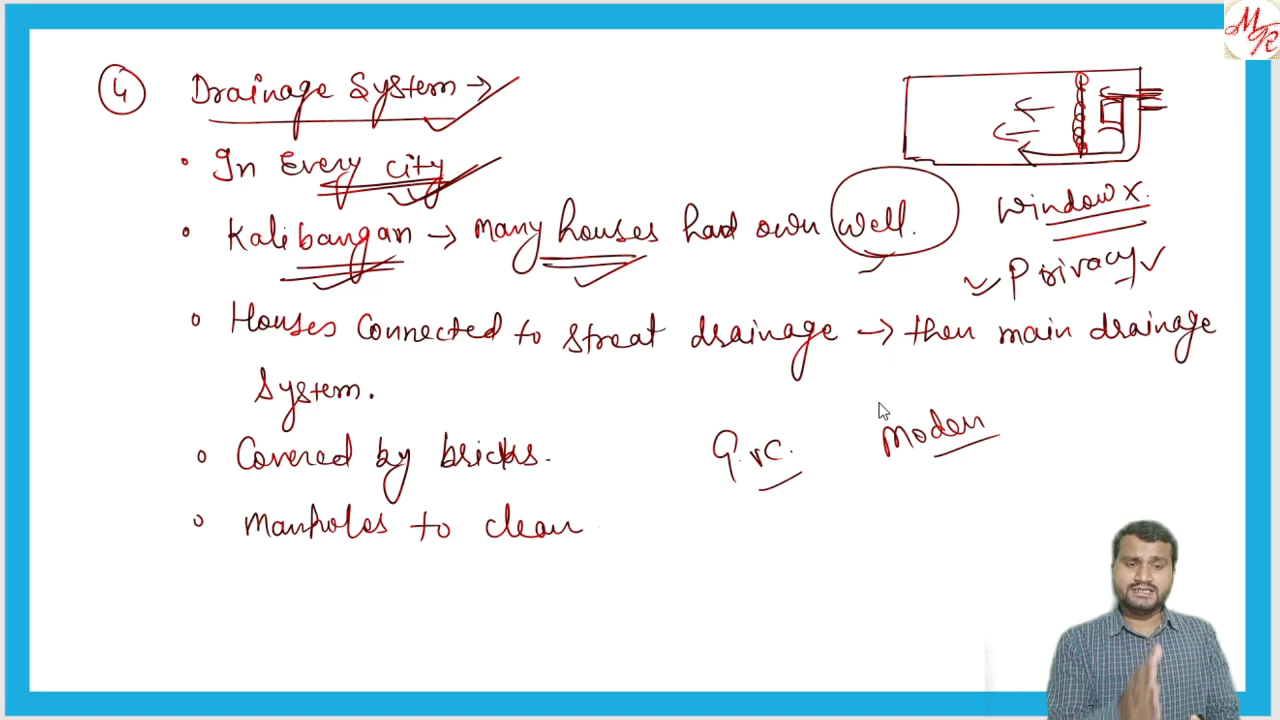 MR
4 Drainage System →
• In Every city
• Kalibangan → many houses had own well.
Window x.
Privacy
• Houses connected to street drainage → then main drainage
System.
• Covered by bricks.
I.V.C.
Modern
• Manholes to clean